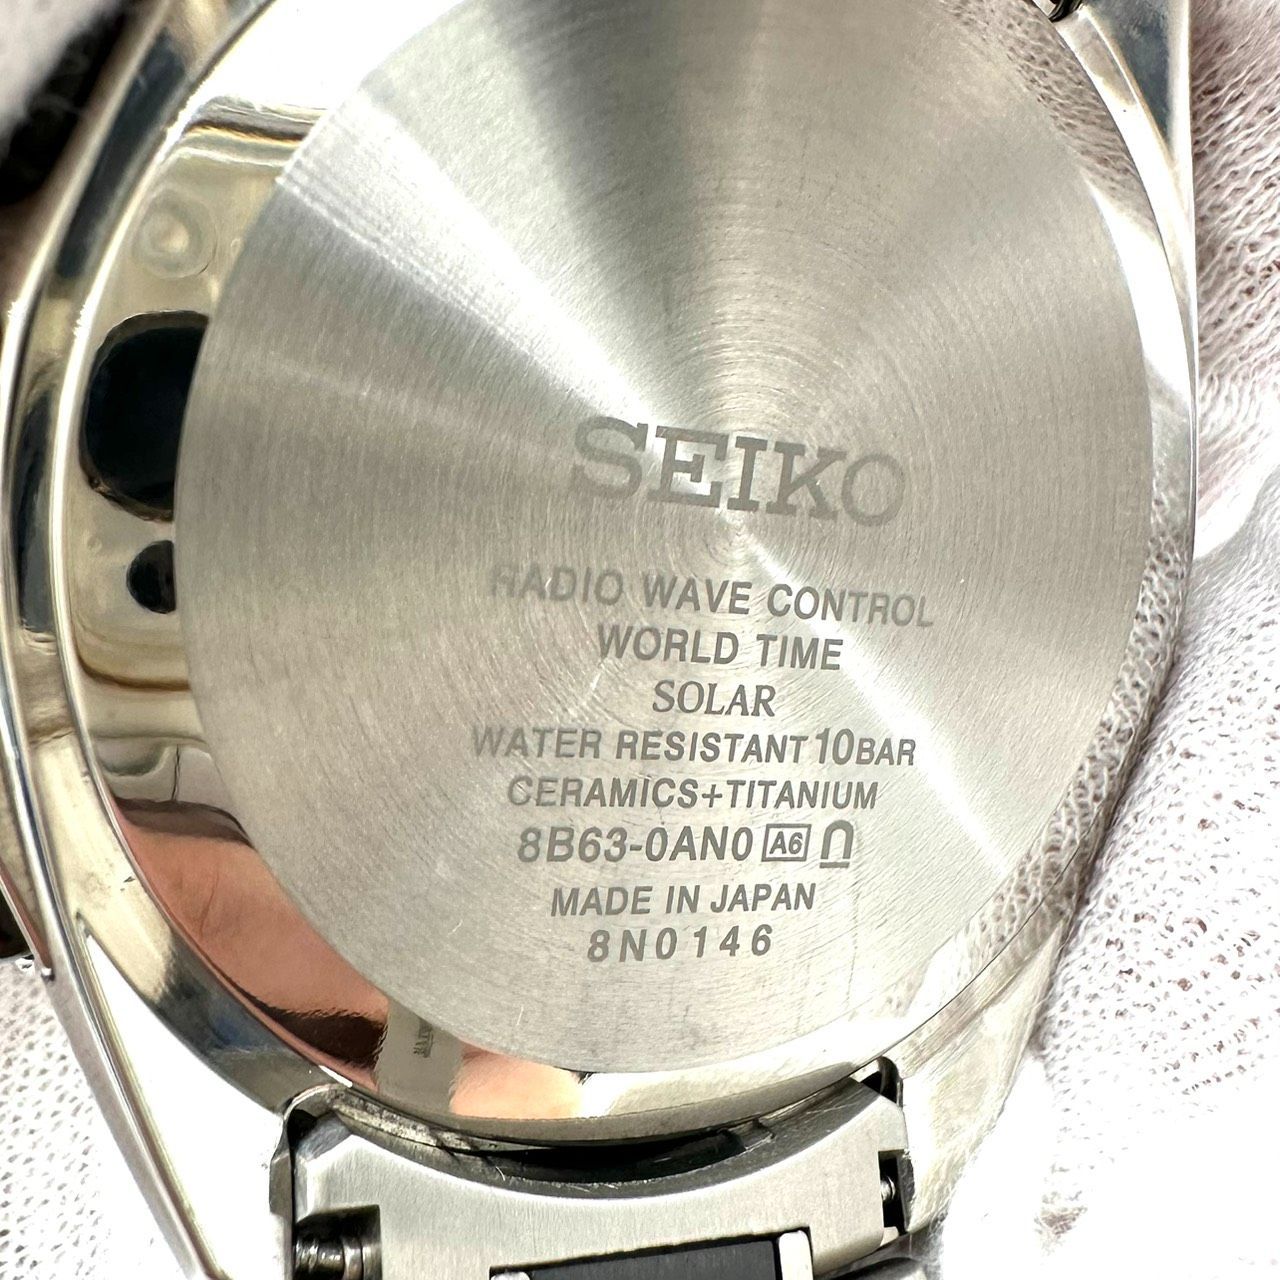 SEIKO
RADIO WAVE CONTROL
WORLD TIME
SOLAR
WATER RESISTANT 10BAR
CERAMICS+TITANIUM
8B63-0AN0 A6
MADE IN JAPAN
8N0146